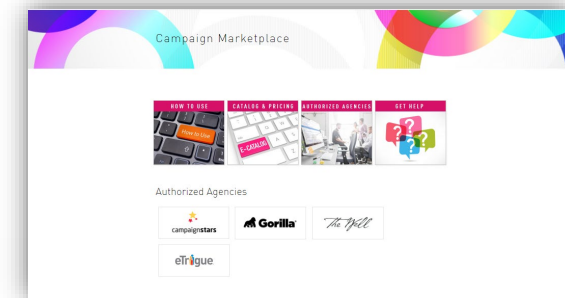 Campaign Marketplace
HOW TO USE
CATALOG & PRICING
AUTHORIZED AGENCIES
GET HELP
How to Use
E-CATALOG
? ? ?
Authorized Agencies
campaignstars
Gorilla
The Well
eTrigue